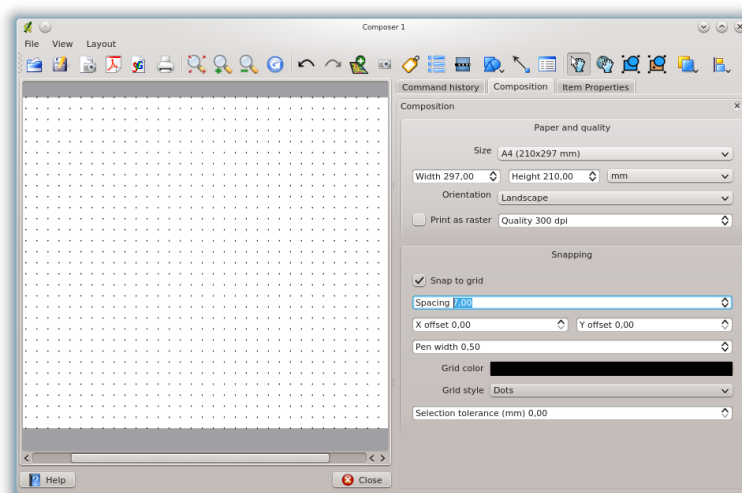 Composer 1
File View Layout
Command history Composition Item Properties
Composition
Paper and quality
Size A4 (210x297 mm)
Width 297,00 Height 210,00 mm
Orientation Landscape
Print as raster Quality 300 dpi
Snapping
Snap to grid
Spacing 7,00
X offset 0,00 Y offset 0,00
Pen width 0,50
Grid color
Grid style Dots
Selection tolerance (mm) 0,00
Help Close